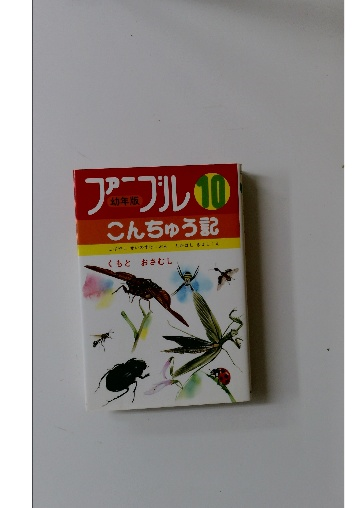 ファーブル 10
幼年版
こんちゅう記
くもと おさむし